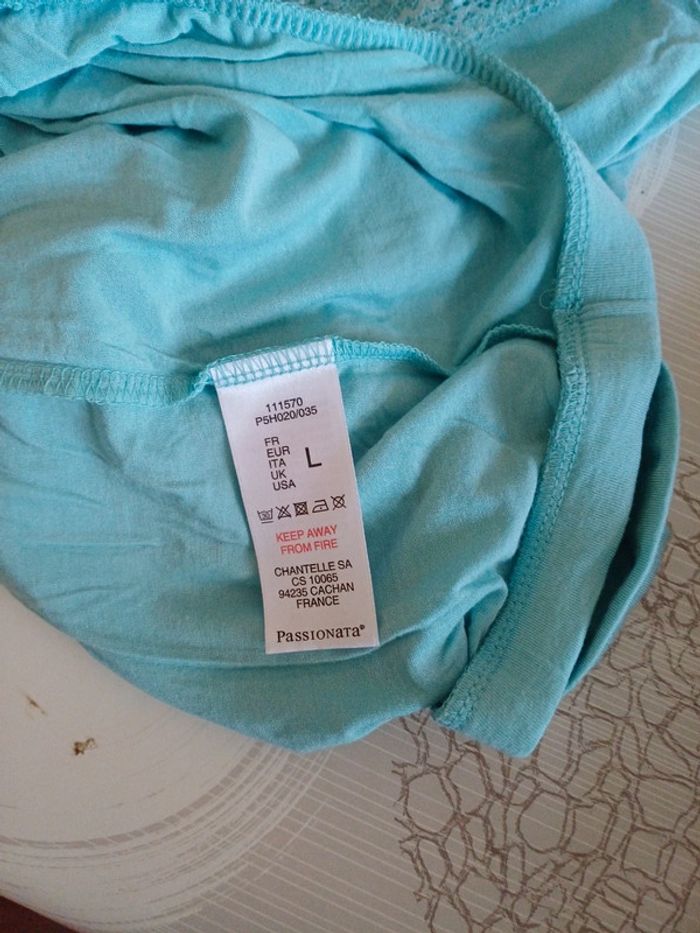 111570
P5H020/035
FR
EUR
ITA
UK
USA
L
KEEP AWAY
FROM FIRE
CHANTELLE SA
CS 10065
94235 CACHAN
FRANCE
PASSIONATA®